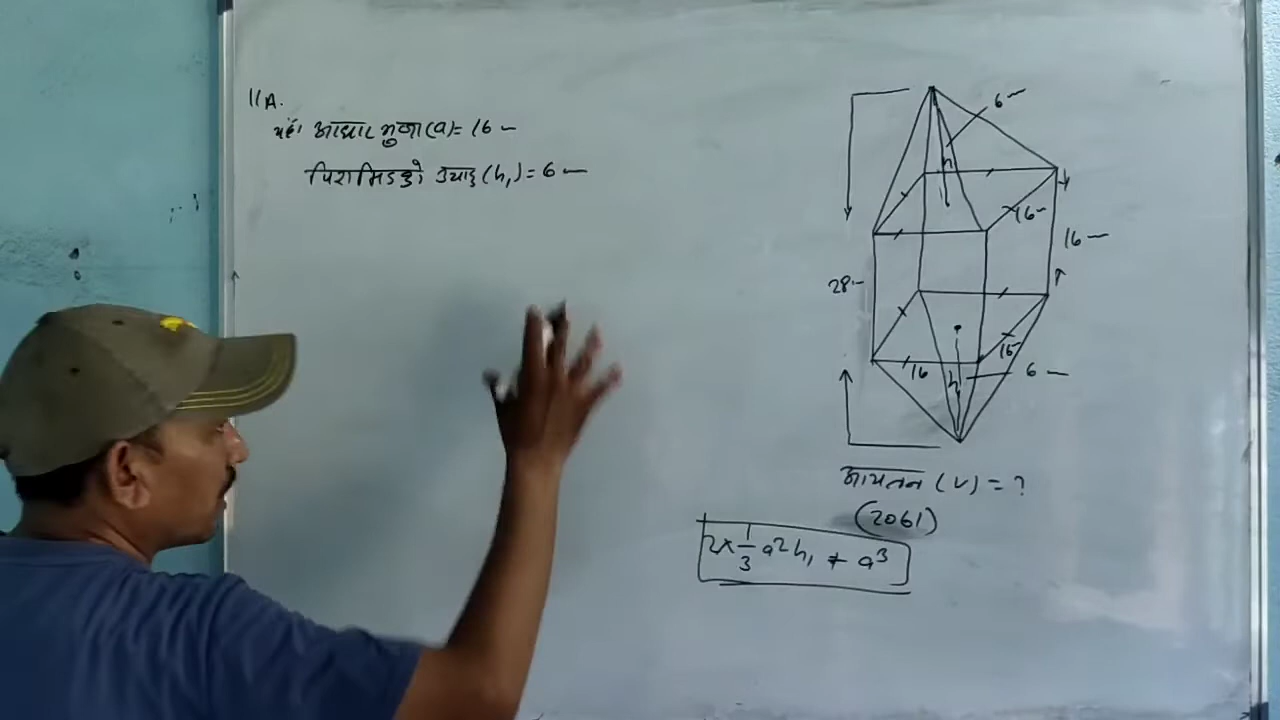 11A.
यहाँ आधार भुजा (a) = 16 cm
पिरामिडको उचाइ (h₁) = 6 cm
6 cm
h
16 cm
16 cm
28 cm
16
16
h
6 cm
आयतन (V) = ?
(2061)
2×1/3 a²h₁ + a³